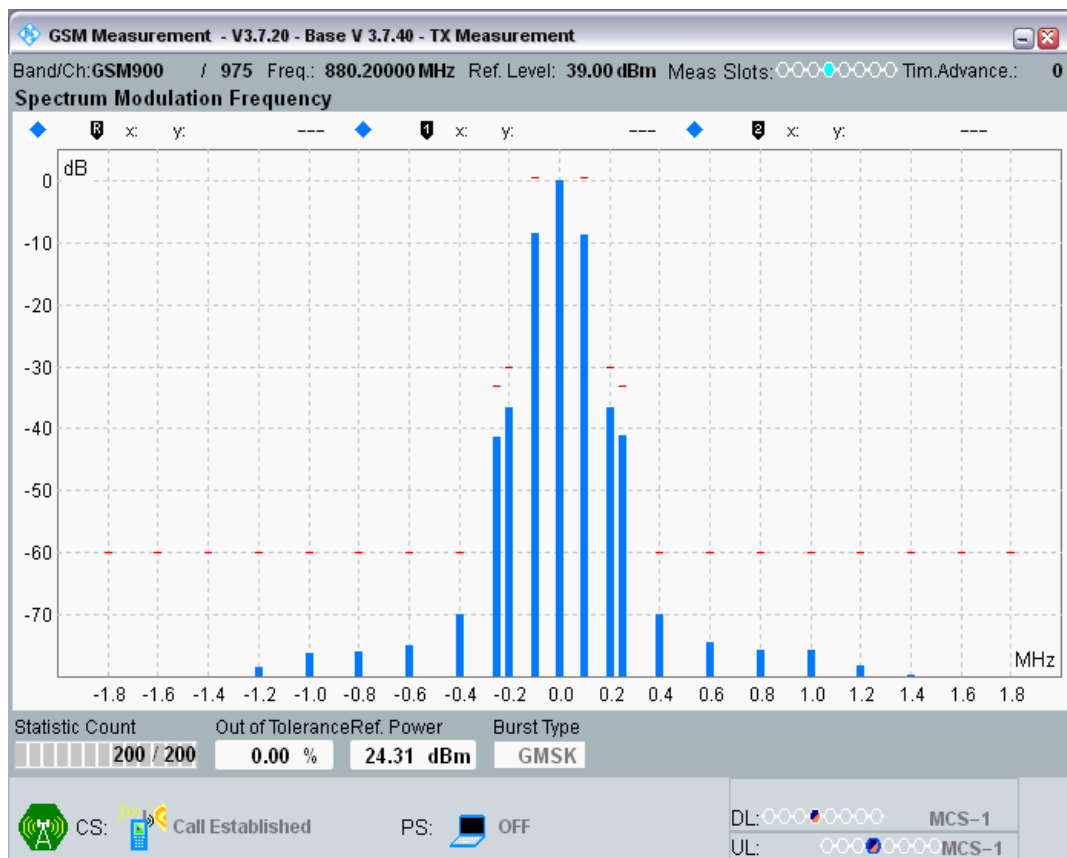 GSM Measurement - V3.7.20 - Base V 3.7.40 - TX Measurement
Band/Ch:GSM900 / 975 Freq.: 880.20000 MHz Ref. Level: 39.00 dBm Meas Slots: Tim.Advance.: 0
Spectrum Modulation Frequency
R x: y: --- 1 x: y: --- 2 x: y: ---
dB
0
-10
-20
-30
-40
-50
-60
-70
MHz
-1.8 -1.6 -1.4 -1.2 -1.0 -0.8 -0.6 -0.4 -0.2 0.0 0.2 0.4 0.6 0.8 1.0 1.2 1.4 1.6 1.8
Statistic Count Out of Tolerance Ref. Power Burst Type
200 / 200 0.00 % 24.31 dBm GMSK
CS: Call Established PS: OFF
DL: MCS-1
UL: MCS-1